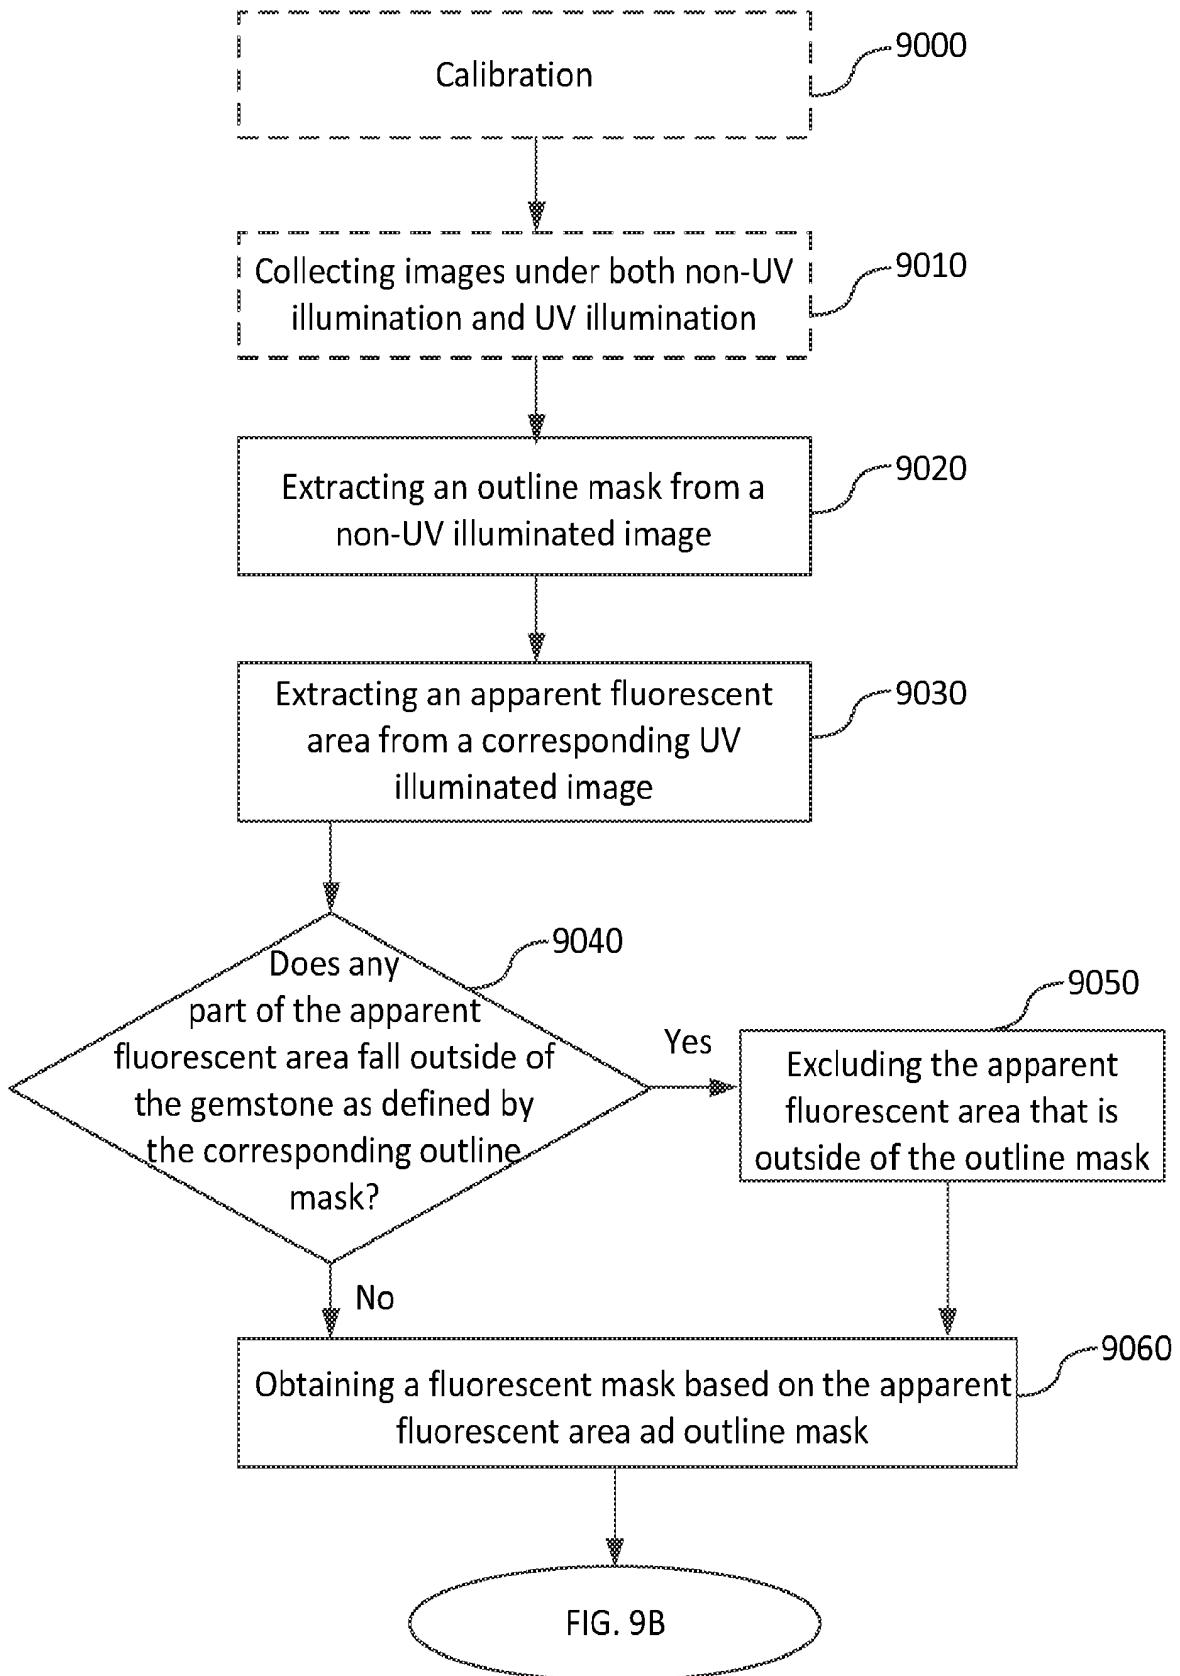 Calibration
9000
Collecting images under both non-UV
illumination and UV illumination
9010
Extracting an outline mask from a
non-UV illuminated image
9020
Extracting an apparent fluorescent
area from a corresponding UV
illuminated image
9030
Does any
part of the apparent
fluorescent area fall outside of
the gemstone as defined by
the corresponding outline
mask?
9040
Yes
Excluding the apparent
fluorescent area that is
outside of the outline mask
9050
No
Obtaining a fluorescent mask based on the apparent
fluorescent area ad outline mask
9060
FIG. 9B